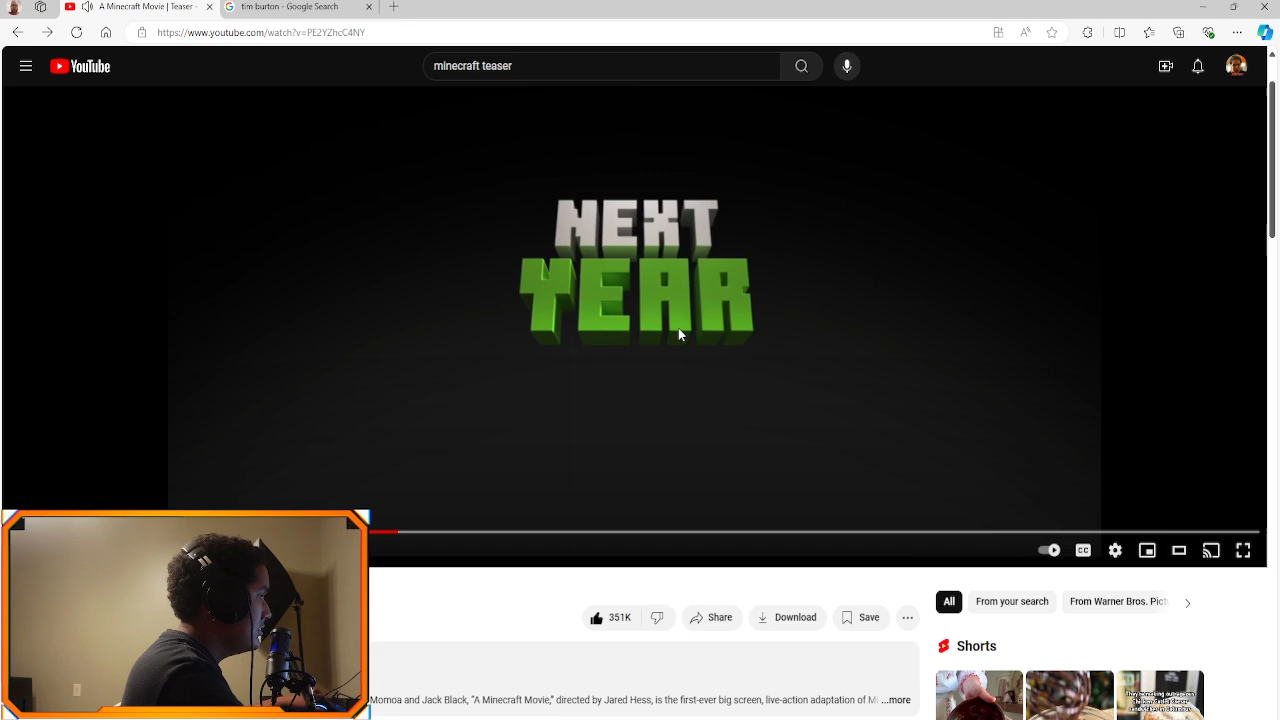 A Minecraft Movie | Teaser -
tim burton - Google Search
https://www.youtube.com/watch?v=PE2YZhcC4NY
YouTube
minecraft teaser
NEXT
YEAR
CC
351K
Share
Download
Save
All
From your search
From Warner Bros. Pict
Shorts
Momoa and Jack Black, “A Minecraft Movie,” directed by Jared Hess, is the first-ever big screen, live-action adaptation of Mi ...more